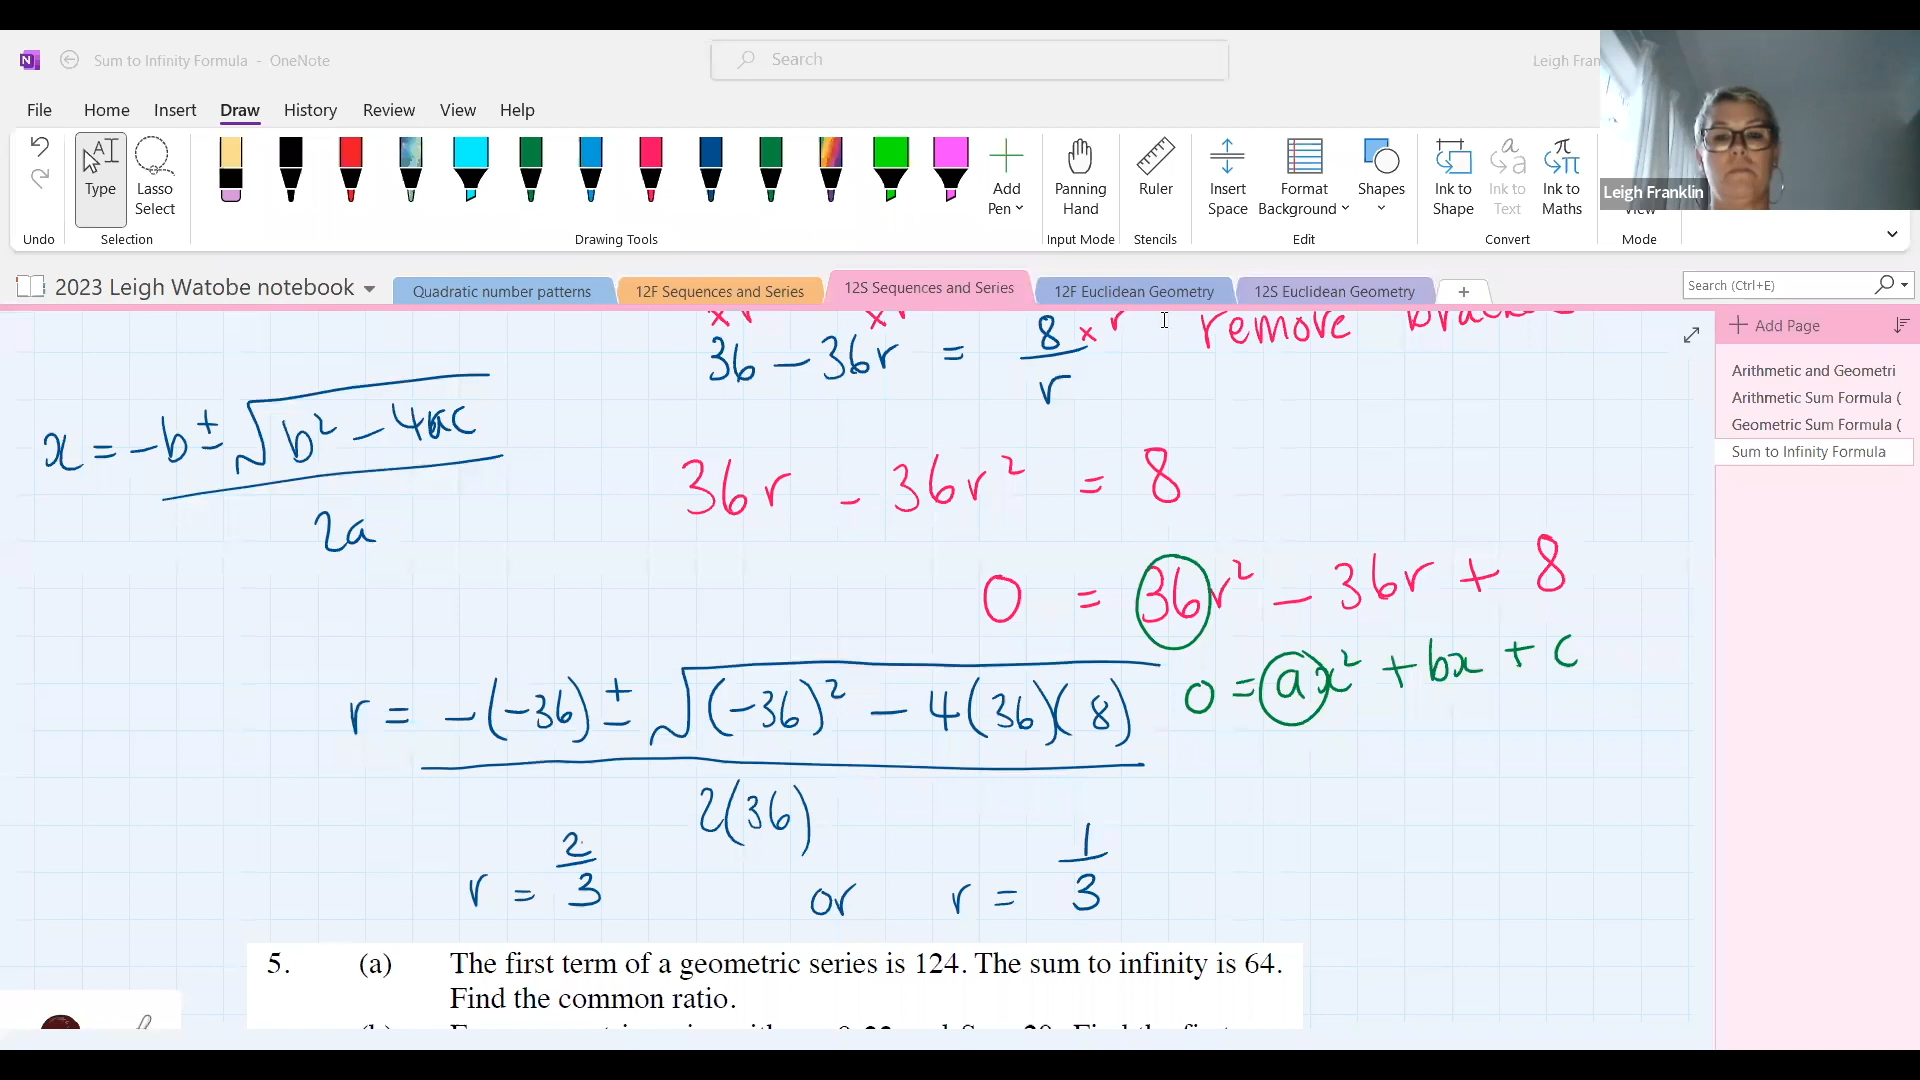 Sum to Infinity Formula - OneNote
Search
Leigh Fran
File Home Insert Draw History Review View Help
Undo
Type
Lasso Select
Selection
Drawing Tools
Add Pen
Panning Hand
Input Mode
Ruler
Stencils
Insert Space
Format Background
Shapes
Edit
Ink to Shape
Ink to Text
Ink to Maths
Convert
View
Mode
Leigh Franklin
2023 Leigh Watobe notebook
Quadratic number patterns
12F Sequences and Series
12S Sequences and Series
12F Euclidean Geometry
12S Euclidean Geometry
Search (Ctrl+E)
Add Page
Arithmetic and Geometri
Arithmetic Sum Formula (
Geometric Sum Formula (
Sum to Infinity Formula
×r ×r ×r remove
36 − 36r = 8/r
x = −b ± √(b² − 4ac) / 2a
36r − 36r² = 8
0 = 36r² − 36r + 8
0 = ax² + bx + c
r = −(−36) ± √((−36)² − 4(36)(8)) / 2(36)
r = 2/3 or r = 1/3
5. (a) The first term of a geometric series is 124. The sum to infinity is 64.
Find the common ratio.